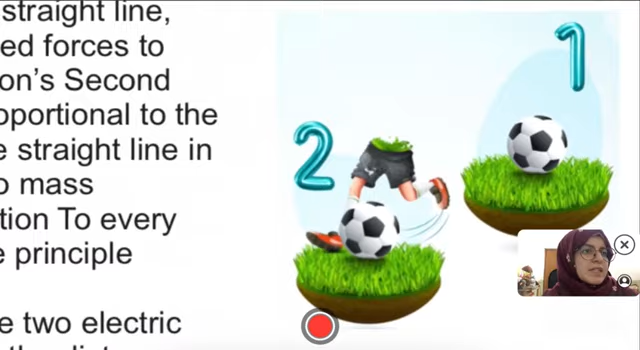 straight line,
ed forces to
on's Second
oportional to the
e straight line in
o mass
tion To every
e principle
e two electric
1
2